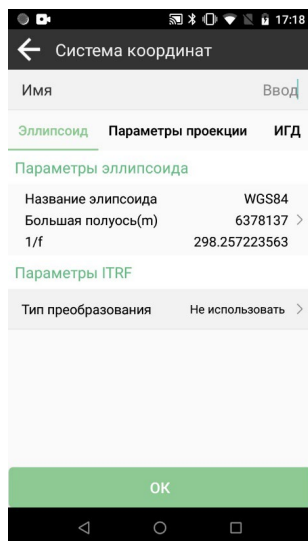 17:18
Система координат
Имя Ввод
Эллипсоид Параметры проекции ИГД
Параметры эллипсоида
Название элипсоида WGS84
Большая полуось(m) 6378137
1/f 298.257223563
Параметры ITRF
Тип преобразования Не использовать
OK